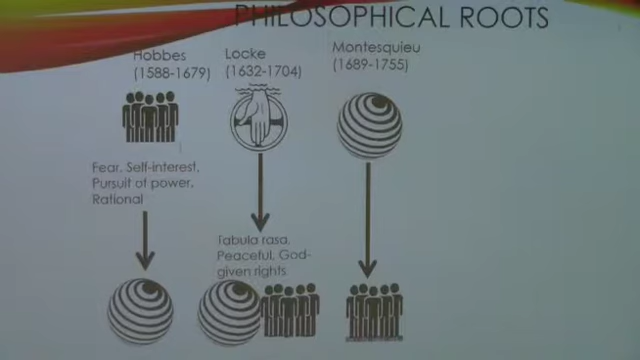 PHILOSOPHICAL ROOTS
Hobbes
(1588-1679)
Locke
(1632-1704)
Montesquieu
(1689-1755)
Fear, Self-interest,
Pursuit of power,
Rational
Tabula rasa,
Peaceful, God-
given rights